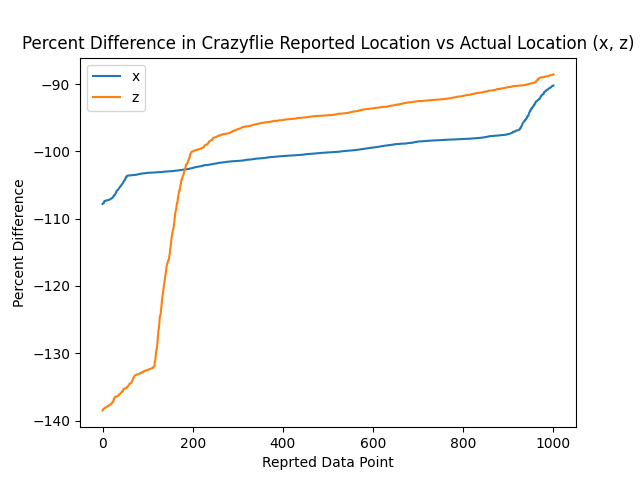 Percent Difference in Crazyflie Reported Location vs Actual Location (x, z)
x
z
−90
−100
−110
−120
−130
−140
Percent Difference
0 200 400 600 800 1000
Reprted Data Point